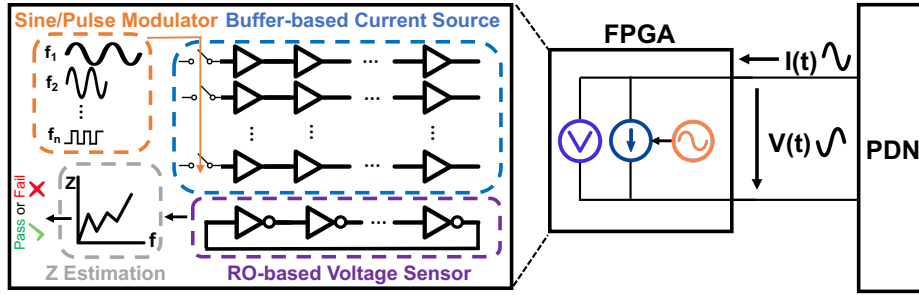 Sine/Pulse Modulator
Buffer-based Current Source
f1
f2
⋮
fn
...
...
⋮
⋮
⋮
...
Pass or Fail
Z
f
Z Estimation
...
RO-based Voltage Sensor
FPGA
V
I(t)
V(t)
PDN